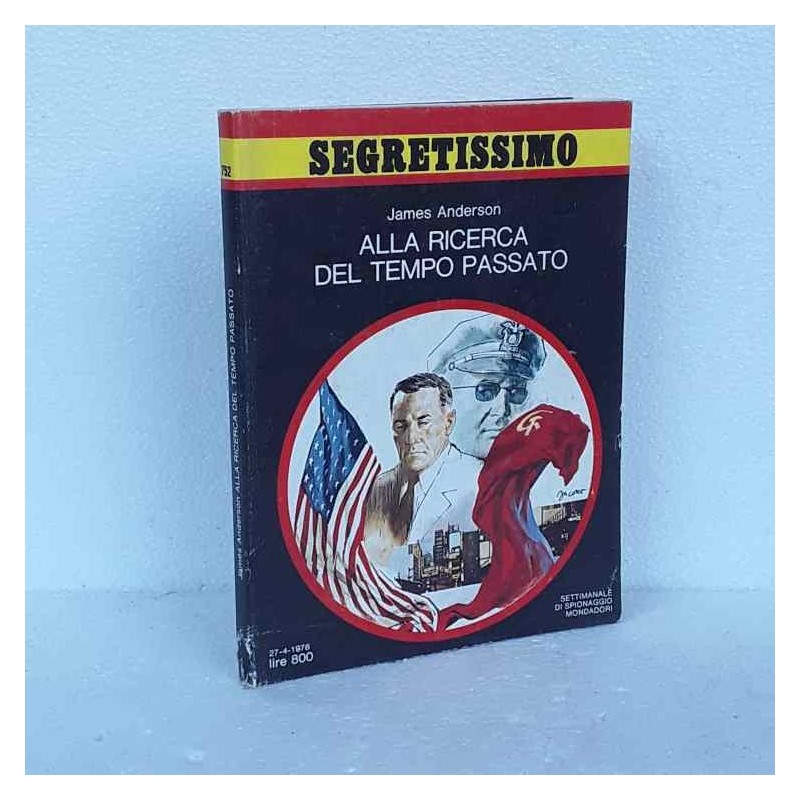 SEGRETISSIMO
James Anderson
ALLA RICERCA
DEL TEMPO PASSATO
SETTIMANALE
DI SPIONAGGIO
MONDADORI
27-4-1978
lire 800
752
James Anderson ALLA RICERCA DEL TEMPO PASSATO